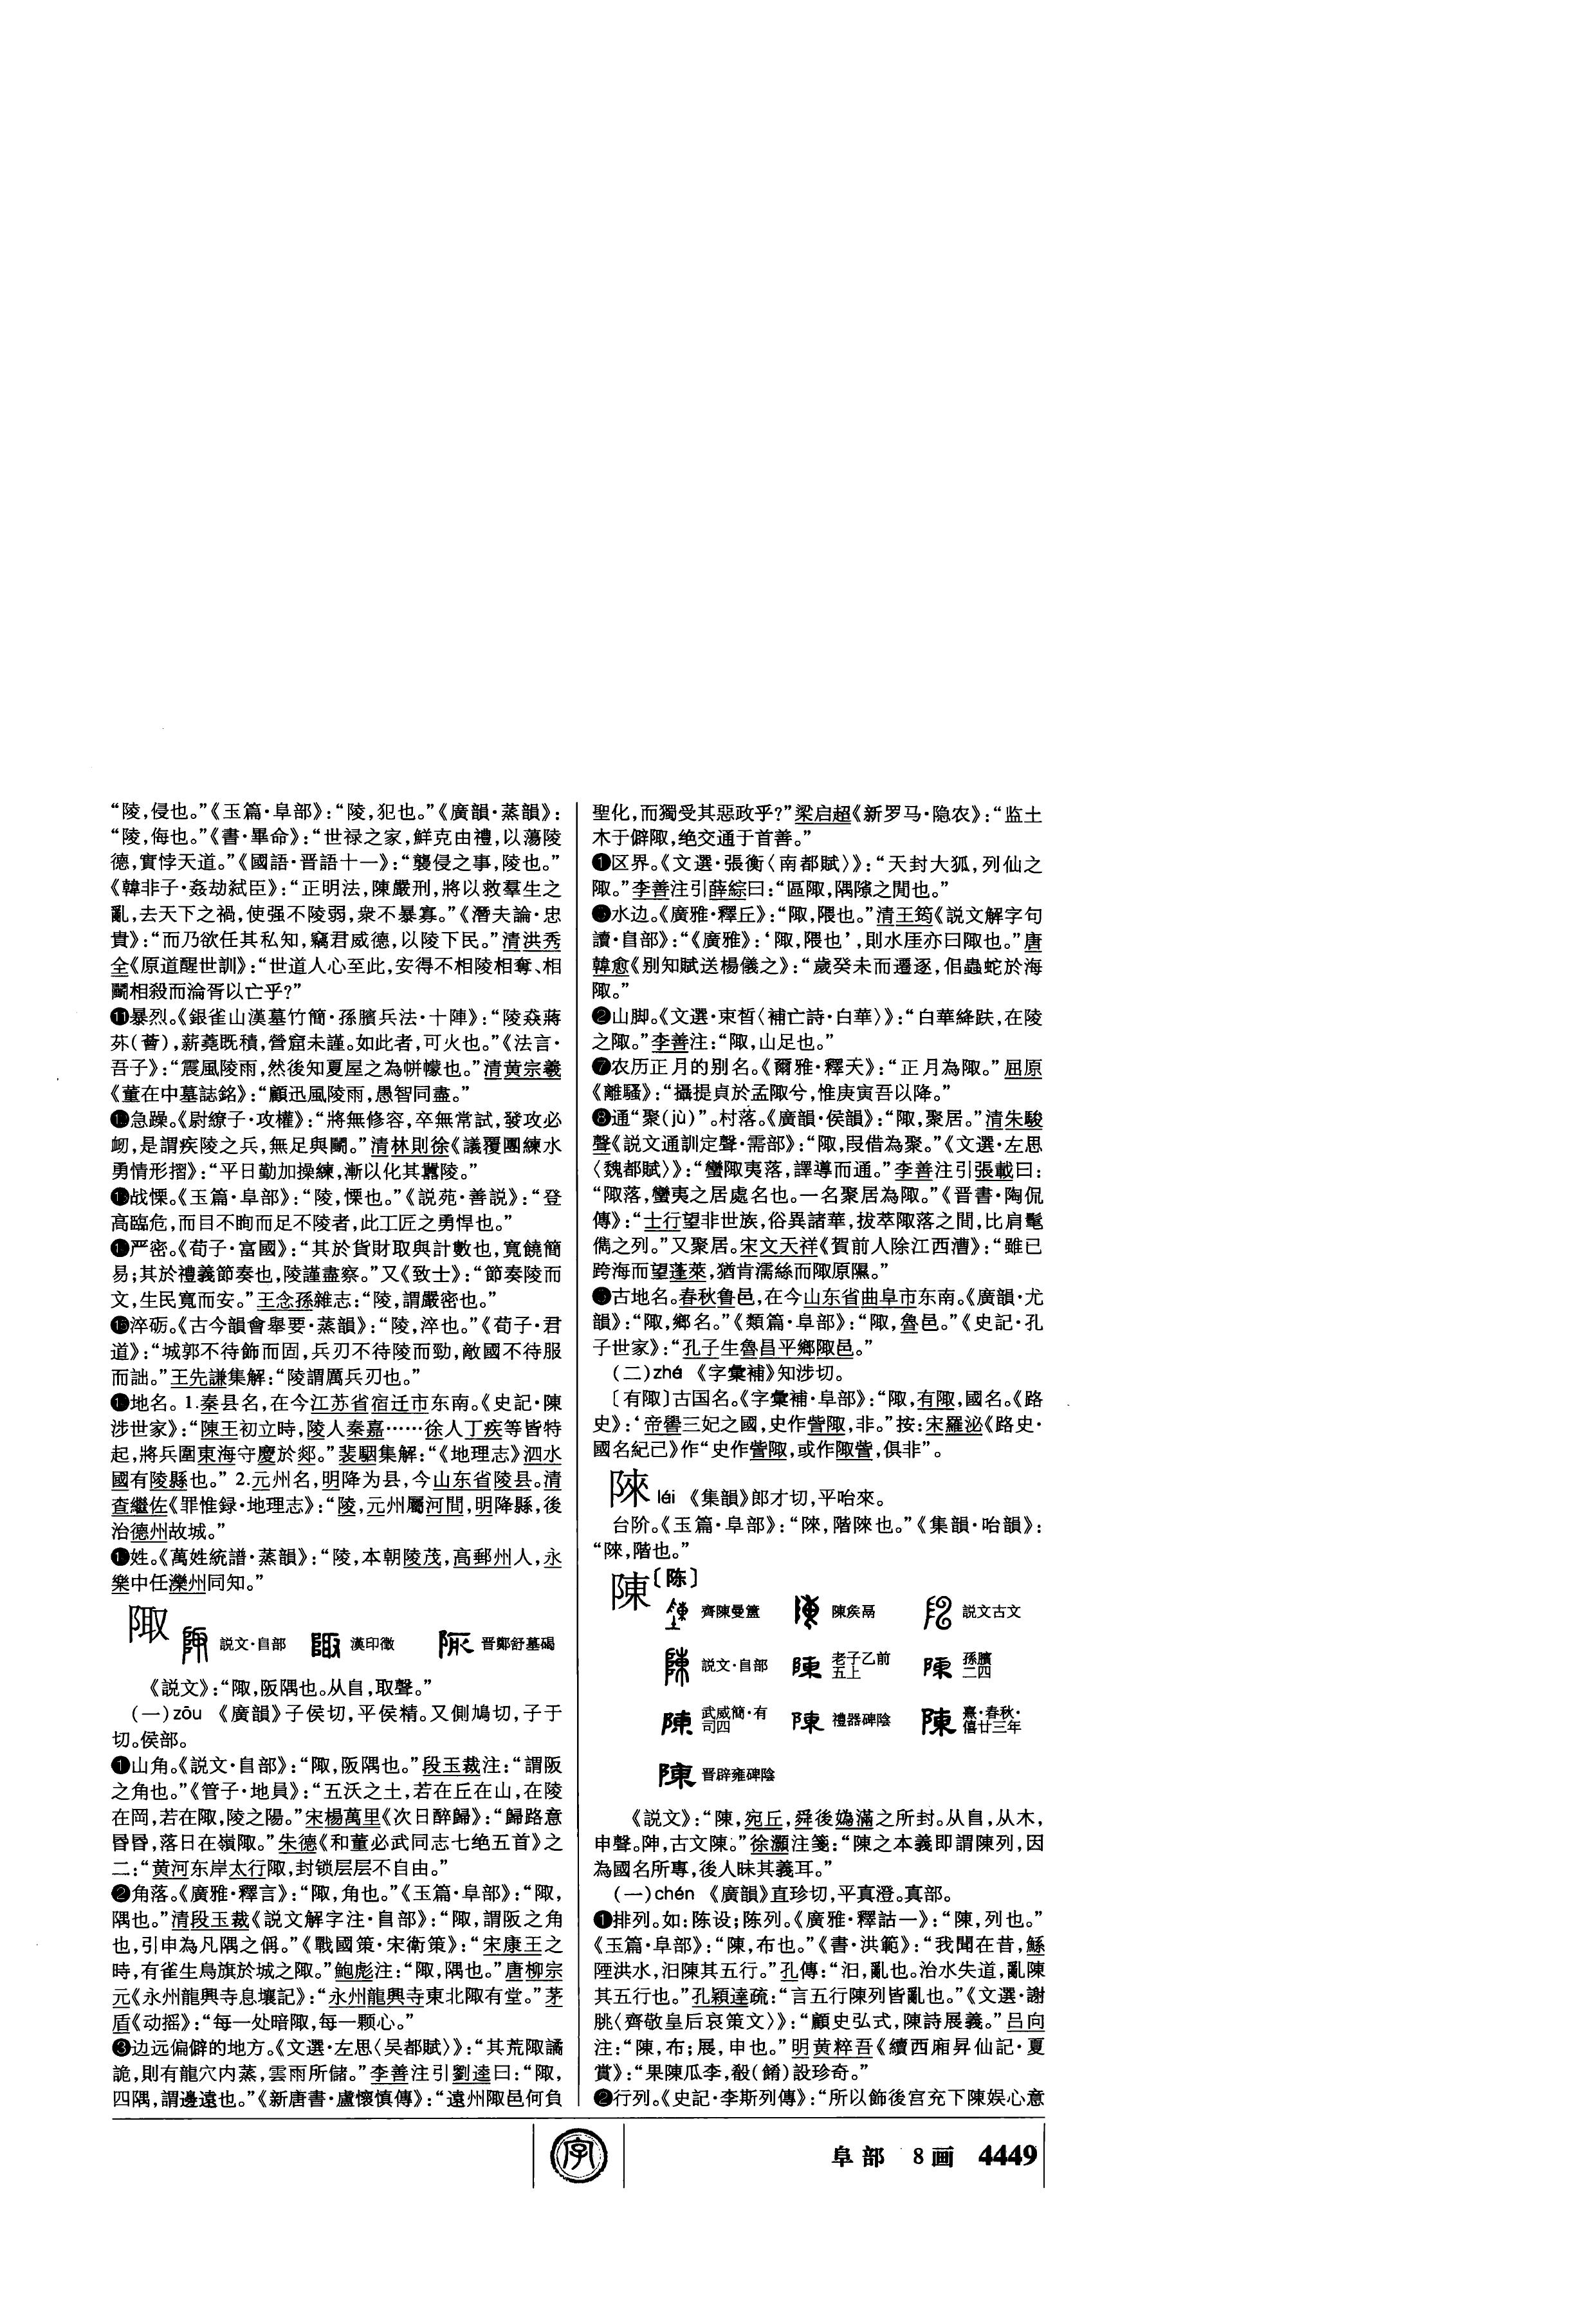 “陵,侵也。”《玉篇·阜部》:“陵,犯也。”《廣韻·蒸韻》:
“陵,侮也。”《書·畢命》:“世禄之家,鮮克由禮,以蕩陵
德,實悖天道。”《國語·晋語十一》:“襲侵之事,陵也。”
《韓非子·姦劫弑臣》:“正明法,陳嚴刑,將以救羣生之
亂,去天下之禍,使强不陵弱,衆不暴寡。”《潛夫論·忠
貴》:“而乃欲任其私知,竊君威德,以陵下民。”清洪秀
全《原道醒世訓》:“世道人心至此,安得不相陵相奪、相
鬭相殺而淪胥以亡乎?”
⓫暴烈。《銀雀山漢墓竹簡·孫臏兵法·十陣》:“陵猋蔣
芥(薈),薪蕘既積,營窟未謹。如此者,可火也。”《法言·
吾子》:“震風陵雨,然後知夏屋之為帡幪也。”清黄宗羲
《董在中墓誌銘》:“顧迅風陵雨,愚智同盡。”
急躁。《尉繚子·攻權》:“將無修容,卒無常試,發攻必
衂,是謂疾陵之兵,無足與鬭。”清林則徐《議覆團練水
勇情形摺》:“平日勤加操練,漸以化其嚚陵。”
战慄。《玉篇·阜部》:“陵,慄也。”《説苑·善説》:“登
高臨危,而目不眴而足不陵者,此工匠之勇悍也。”
严密。《荀子·富國》:“其於貨財取與計數也,寬饒簡
易;其於禮義節奏也,陵謹盡察。”又《致士》:“節奏陵而
文,生民寬而安。”王念孫雜志:“陵,謂嚴密也。”
⓯淬砺。《古今韻會舉要·蒸韻》:“陵,淬也。”《荀子·君
道》:“城郭不待飾而固,兵刃不待陵而勁,敵國不待服
而詘。”王先謙集解:“陵謂厲兵刃也。”
地名。1.秦县名,在今江苏省宿迁市东南。《史記·陳
涉世家》:“陳王初立時,陵人秦嘉……徐人丁疾等皆特
起,將兵圍東海守慶於郯。”裴駰集解:“《地理志》泗水
國有陵縣也。” 2.元州名,明降为县,今山东省陵县。清
查繼佐《罪惟録·地理志》:“陵,元州屬河間,明降縣,後
治德州故城。”
姓。《萬姓統譜·蒸韻》:“陵,本朝陵茂,高郵州人,永
樂中任灤州同知。”
陬 説文·𨸏部 漢印徵 晋鄭舒墓碣
《説文》:“陬,阪隅也。从𨸏,取聲。”
(一)zōu 《廣韻》子侯切,平侯精。又側鳩切,子于
切。侯部。
❶山角。《説文·𨸏部》:“陬,阪隅也。”段玉裁注:“謂阪
之角也。”《管子·地員》:“五沃之土,若在丘在山,在陵
在岡,若在陬,陵之陽。”宋楊萬里《次日醉歸》:“歸路意
昏昏,落日在嶺陬。”朱德《和董必武同志七绝五首》之
二:“黄河东岸太行陬,封锁层层不自由。”
❷角落。《廣雅·釋言》:“陬,角也。”《玉篇·阜部》:“陬,
隅也。”清段玉裁《説文解字注·𨸏部》:“陬,謂阪之角
也,引申為凡隅之偁。”《戰國策·宋衛策》:“宋康王之
時,有雀生鳥旗於城之陬。”鮑彪注:“陬,隅也。”唐柳宗
元《永州龍興寺息壤記》:“永州龍興寺東北陬有堂。”茅
盾《动摇》:“每一处暗陬,每一颗心。”
❸边远偏僻的地方。《文選·左思〈吴都賦〉》:“其荒陬譎
詭,則有龍穴内蒸,雲雨所儲。”李善注引劉逵曰:“陬,
四隅,謂邊遠也。”《新唐書·盧懷慎傳》:“遠州陬邑何負
聖化,而獨受其惡政乎?”梁启超《新罗马·隐农》:“监土
木于僻陬,绝交通于首善。”
❶区界。《文選·張衡〈南都賦〉》:“天封大狐,列仙之
陬。”李善注引薛綜曰:“區陬,隅隙之閒也。”
水边。《廣雅·釋丘》:“陬,隈也。”清王筠《説文解字句
讀·𨸏部》:“《廣雅》:‘陬,隈也’,則水厓亦曰陬也。”唐
韓愈《别知賦送楊儀之》:“歲癸未而遷逐,侣蟲蛇於海
陬。”
❷山脚。《文選·束晳〈補亡詩·白華〉》:“白華絳趺,在陵
之陬。”李善注:“陬,山足也。”
❼农历正月的别名。《爾雅·釋天》:“正月為陬。”屈原
《離騷》:“攝提貞於孟陬兮,惟庚寅吾以降。”
❽通“聚(jù)”。村落。《廣韻·侯韻》:“陬,聚居。”清朱駿
聲《説文通訓定聲·需部》:“陬,叚借為聚。”《文選·左思
〈魏都賦〉》:“蠻陬夷落,譯導而通。”李善注引張載曰:
“陬落,蠻夷之居處名也。一名聚居為陬。”《晋書·陶侃
傳》:“士行望非世族,俗異諸華,拔萃陬落之間,比肩髦
儁之列。”又聚居。宋文天祥《賀前人除江西漕》:“雖已
跨海而望蓬萊,猶肯濡絲而陬原隰。”
古地名。春秋鲁邑,在今山东省曲阜市东南。《廣韻·尤
韻》:“陬,鄉名。”《類篇·阜部》:“陬,魯邑。”《史記·孔
子世家》:“孔子生魯昌平鄉陬邑。”
(二)zhé 《字彙補》知涉切。
〔有陬〕古国名。《字彙補·阜部》:“陬,有陬,國名。《路
史》:‘帝嚳三妃之國,史作訾陬,非。”按:宋羅泌《路史·
國名紀己》作“史作訾陬,或作陬訾,俱非”。
䧒 lái 《集韻》郎才切,平咍來。
台阶。《玉篇·阜部》:“䧒,階䧒也。”《集韻·咍韻》:
“䧒,階也。”
陳〔陈〕
齊陳曼簠 陳矦鬲 説文古文
説文·𨸏部 老子乙前五上 孫臏二四
武威簡·有司四 禮器碑陰 熹·春秋·僖廿三年
晋辟雍碑陰
《説文》:“陳,宛丘,舜後嬀滿之所封。从𨸏,从木,
申聲。𨹈,古文陳。”徐灝注箋:“陳之本義即謂陳列,因
為國名所專,後人昧其義耳。”
(一)chén 《廣韻》直珍切,平真澄。真部。
❶排列。如:陈设;陈列。《廣雅·釋詁一》:“陳,列也。”
《玉篇·阜部》:“陳,布也。”《書·洪範》:“我聞在昔,鯀
陻洪水,汩陳其五行。”孔傳:“汩,亂也。治水失道,亂陳
其五行也。”孔穎達疏:“言五行陳列皆亂也。”《文選·謝
朓〈齊敬皇后哀策文〉》:“顧史弘式,陳詩展義。”吕向
注:“陳,布;展,申也。”明黄粹吾《續西廂昇仙記·夏
賞》:“果陳瓜李,殽(餚)設珍奇。”
❷行列。《史記·李斯列傳》:“所以飾後宫充下陳娱心意
字
阜部 8画 4449